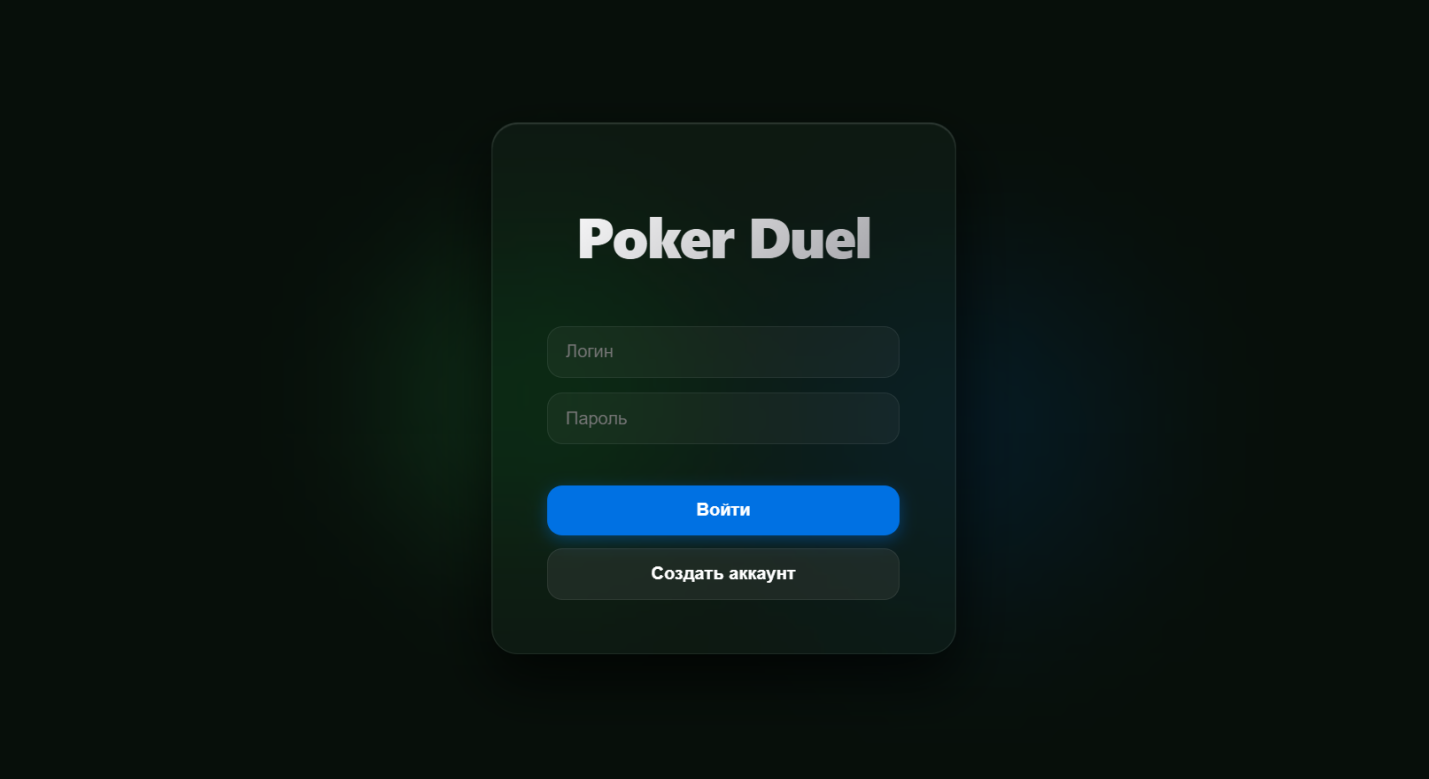 Poker Duel
Логин
Пароль
Войти
Создать аккаунт